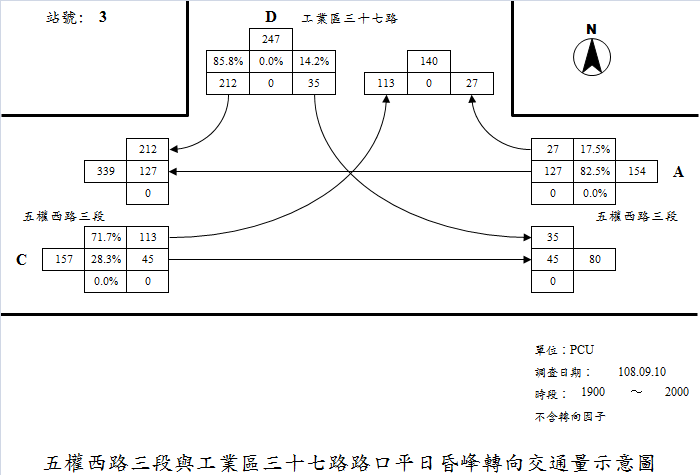 站號: 3
D 工業區三十七路
N
247
85.8% 0.0% 14.2%
212 0 35
140
113 0 27
212
339 127
0
27 17.5%
127 82.5% 154
0 0.0%
A
五權西路三段
五權西路三段
71.7% 113
C 157 28.3% 45
0.0% 0
35
45 80
0
單位:PCU
調查日期: 108.09.10
時段: 1900 ~ 2000
不含轉向因子
五權西路三段與工業區三十七路路口平日昏峰轉向交通量示意圖